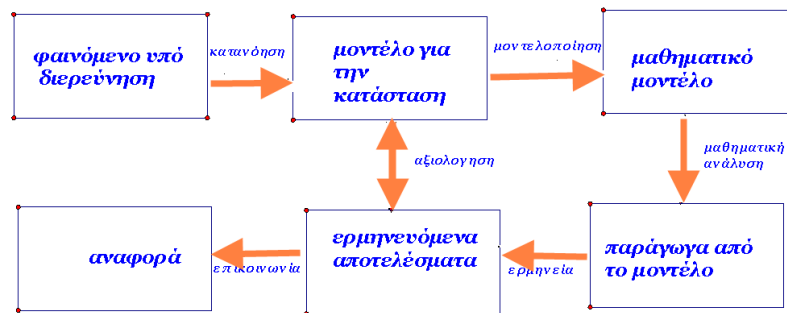 φαινόμενο υπό
διερεύνηση
κατανόηση
μοντέλο για
την
κατάσταση
μοντελοποίηση
μαθηματικό
μοντέλο
μαθηματική
ανάλυση
αξιολογηση
παράγωγα από
το μοντέλο
ερμηνεία
ερμηνευόμενα
αποτελέσματα
επικοινωνία
αναφορά